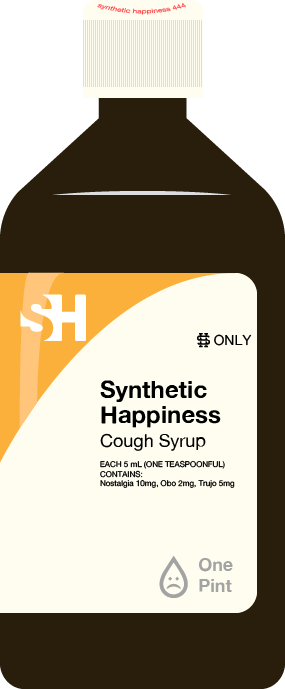 synthetic happiness 444
SH
SH ONLY
Synthetic
Happiness
Cough Syrup
EACH 5 mL (ONE TEASPOONFUL)
CONTAINS:
Nostalgia 10mg, Obo 2mg, Trujo 5mg
One
Pint